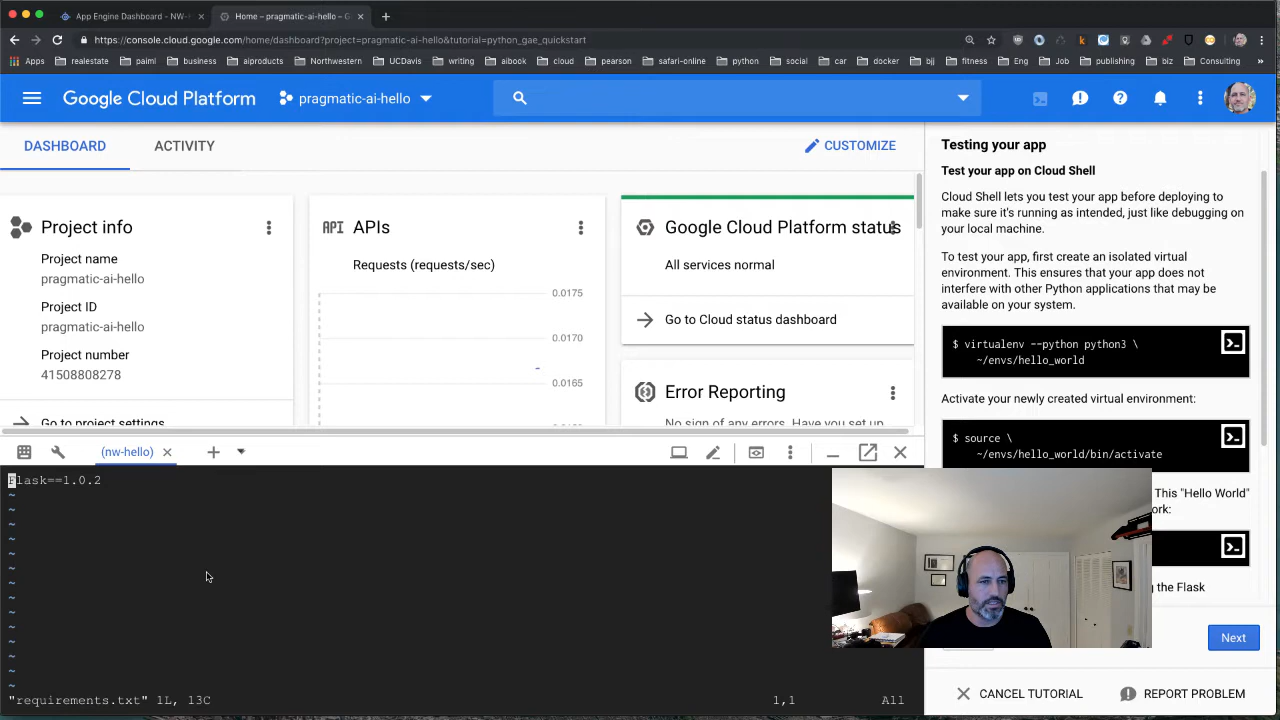 App Engine Dashboard - NW-
Home – pragmatic-ai-hello – G
https://console.cloud.google.com/home/dashboard?project=pragmatic-ai-hello&tutorial=python_gae_quickstart
Apps realestate paiml business aiproducts Northwestern UCDavis writing aibook cloud pearson safari-online python social car docker bjj fitness Eng Job publishing biz Consulting »
Google Cloud Platform pragmatic-ai-hello
DASHBOARD ACTIVITY CUSTOMIZE
Project info
Project name
pragmatic-ai-hello
Project ID
pragmatic-ai-hello
Project number
41508808278
Go to project settings
API APIs
Requests (requests/sec)
0.0175
0.0170
0.0165
Google Cloud Platform status
All services normal
Go to Cloud status dashboard
Error Reporting
No sign of any errors. Have you set up
Testing your app
Test your app on Cloud Shell
Cloud Shell lets you test your app before deploying to
make sure it's running as intended, just like debugging on
your local machine.
To test your app, first create an isolated virtual
environment. This ensures that your app does not
interfere with other Python applications that may be
available on your system.
$ virtualenv --python python3 \
~/envs/hello_world
Activate your newly created virtual environment:
$ source \
~/envs/hello_world/bin/activate
This "Hello World"
ork:
g the Flask
Next
CANCEL TUTORIAL REPORT PROBLEM
(nw-hello)
Flask==1.0.2
~
~
~
~
~
~
~
~
~
~
~
~
~
~
"requirements.txt" 1L, 13C 1,1 All